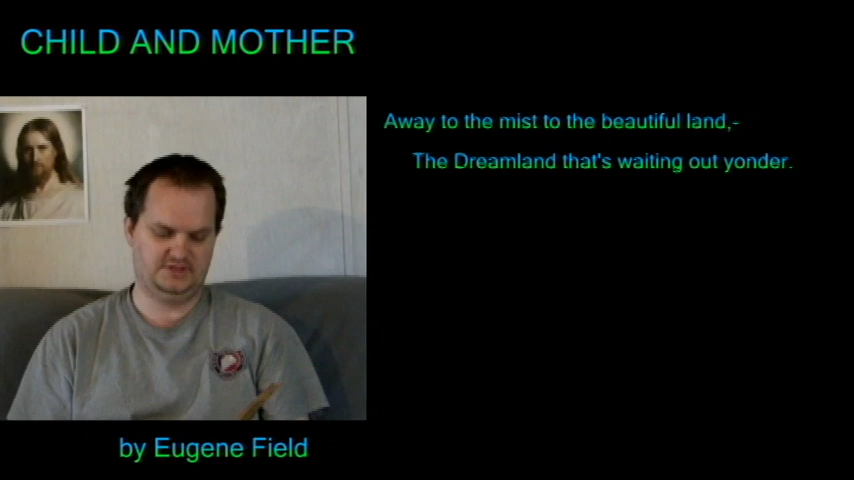 CHILD AND MOTHER
Away to the mist to the beautiful land,-
The Dreamland that's waiting out yonder.
by Eugene Field